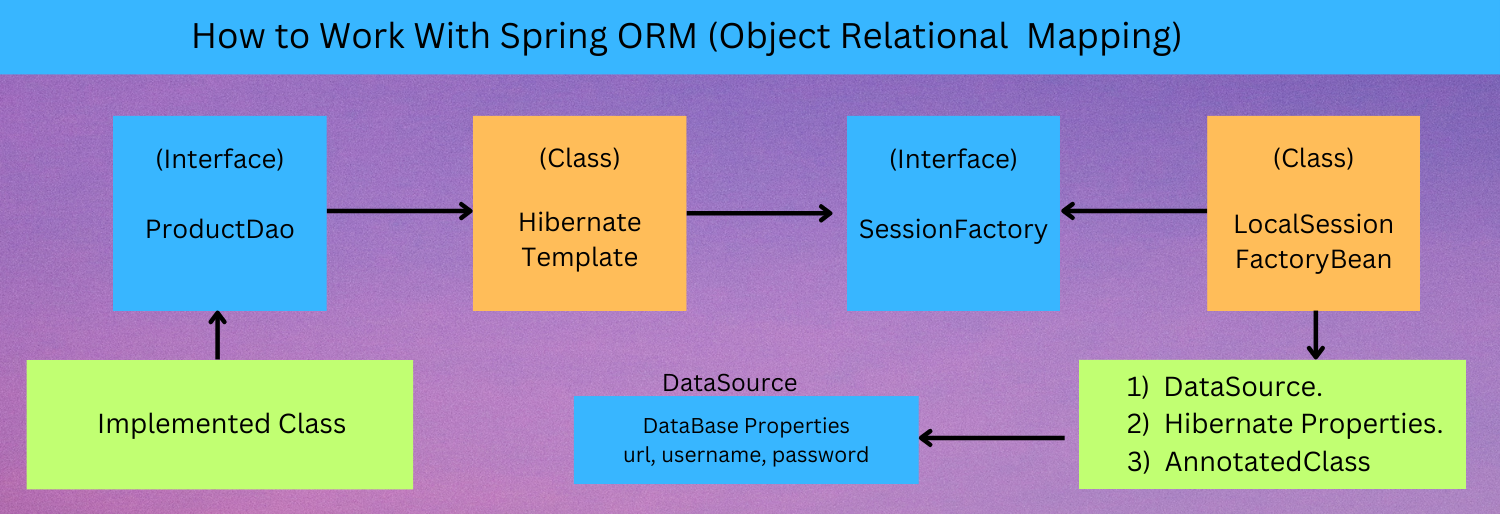 How to Work With Spring ORM (Object Relational Mapping)
(Interface)
ProductDao
(Class)
Hibernate
Template
(Interface)
SessionFactory
(Class)
LocalSession
FactoryBean
Implemented Class
DataSource
DataBase Properties
url, username, password
1) DataSource.
2) Hibernate Properties.
3) AnnotatedClass